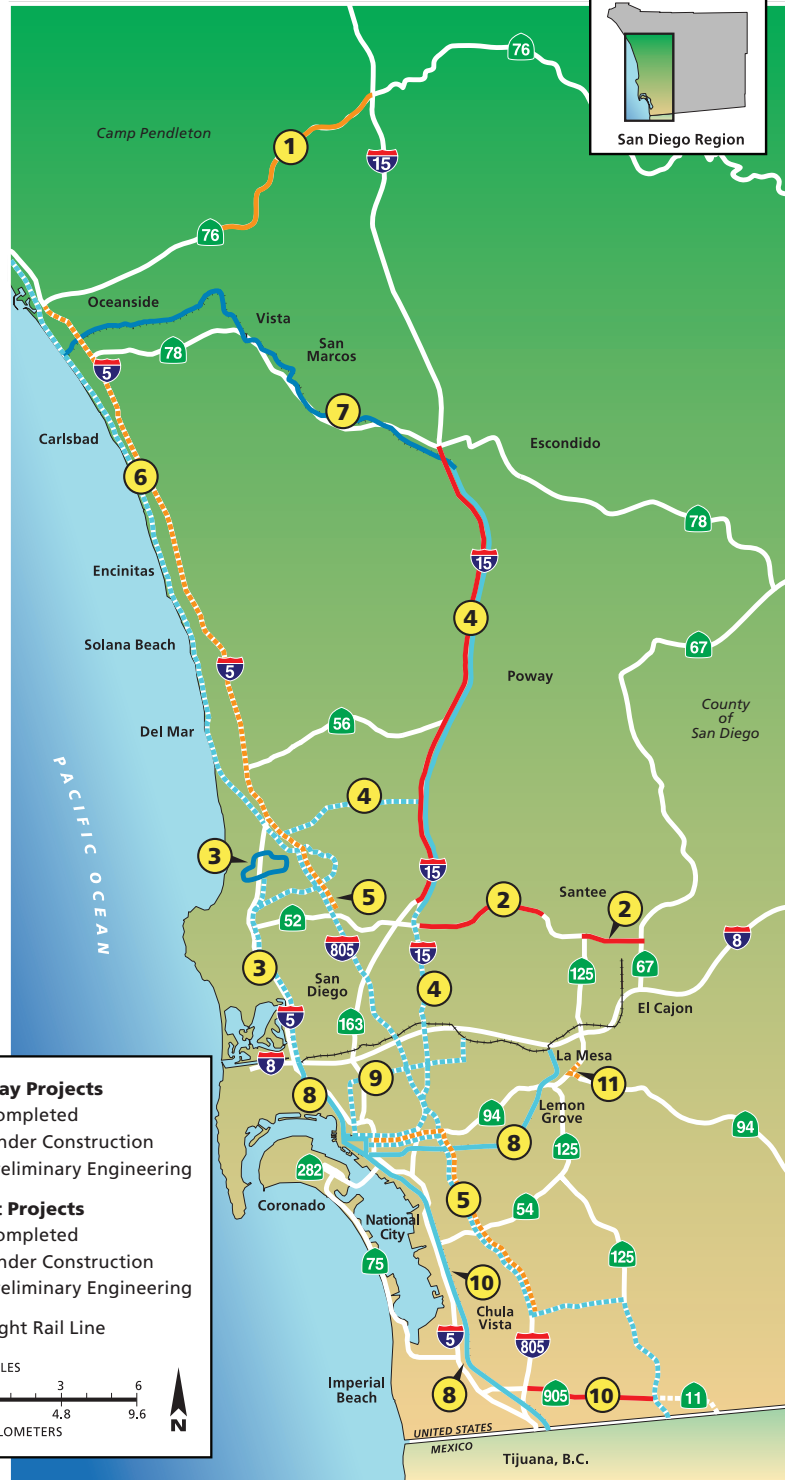 76
San Diego Region
Camp Pendleton
1
15
76
Oceanside
Vista
San
Marcos
78
5
7
Carlsbad
Escondido
6
78
15
Encinitas
4
Solana Beach
67
5
Poway
County
of
San Diego
56
Del Mar
PACIFIC OCEAN
4
3
15
5
2
Santee
2
52
805
15
8
3
San
Diego
4
125
67
El Cajon
5
163
8
La Mesa
9
11
8
94
Lemon
Grove
94
8
125
282
Coronado
5
54
National
City
125
75
10
Chula
Vista
5
805
Imperial
Beach
8
905
10
11
UNITED STATES
MEXICO
Tijuana, B.C.
ay Projects
ompleted
nder Construction
reliminary Engineering
t Projects
ompleted
nder Construction
reliminary Engineering
ght Rail Line
LES
3 6
4.8 9.6
LOMETERS
N